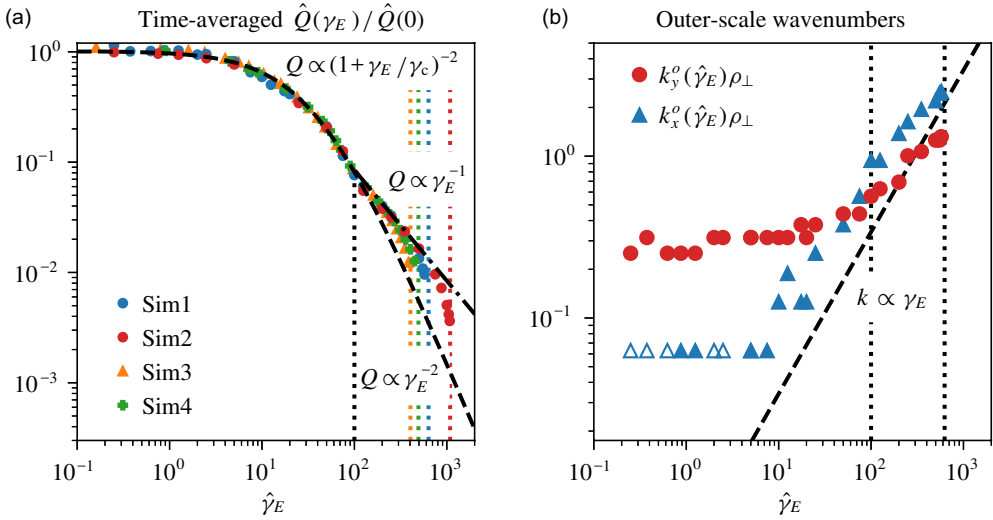 (a)
Time-averaged Q̂(γ_E)/Q̂(0)
10^0
10^−1
10^−2
10^−3
Q ∝ (1+γ_E/γ_c)^−2
Q ∝ γ_E^−1
Q ∝ γ_E^−2
Sim1
Sim2
Sim3
Sim4
10^−1 10^0 10^1 10^2 10^3
γ̂_E
(b)
Outer-scale wavenumbers
10^0
10^−1
k_y^o(γ̂_E)ρ_⊥
k_x^o(γ̂_E)ρ_⊥
k ∝ γ_E
10^−1 10^0 10^1 10^2 10^3
γ̂_E